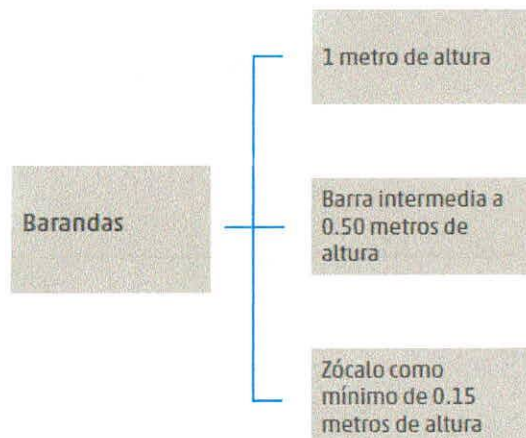 1 metro de altura
Barandas
Barra intermedia a
0.50 metros de
altura
Zócalo como
mínimo de 0.15
metros de altura